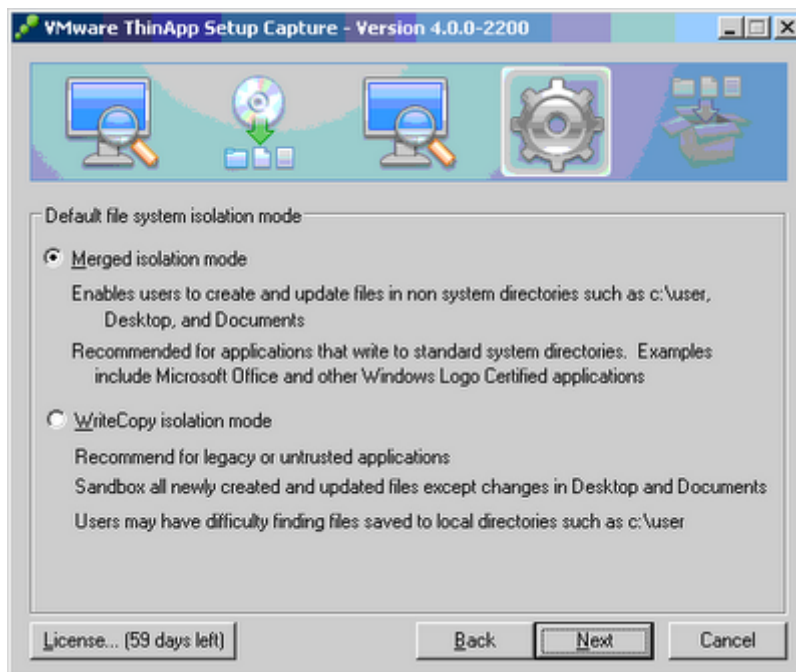 VMware ThinApp Setup Capture - Version 4.0.0-2200
Default file system isolation mode
Merged isolation mode
Enables users to create and update files in non system directories such as c:\user,
Desktop, and Documents
Recommended for applications that write to standard system directories. Examples
include Microsoft Office and other Windows Logo Certified applications
WriteCopy isolation mode
Recommend for legacy or untrusted applications
Sandbox all newly created and updated files except changes in Desktop and Documents
Users may have difficulty finding files saved to local directories such as c:\user
License... (59 days left)
Back
Next
Cancel